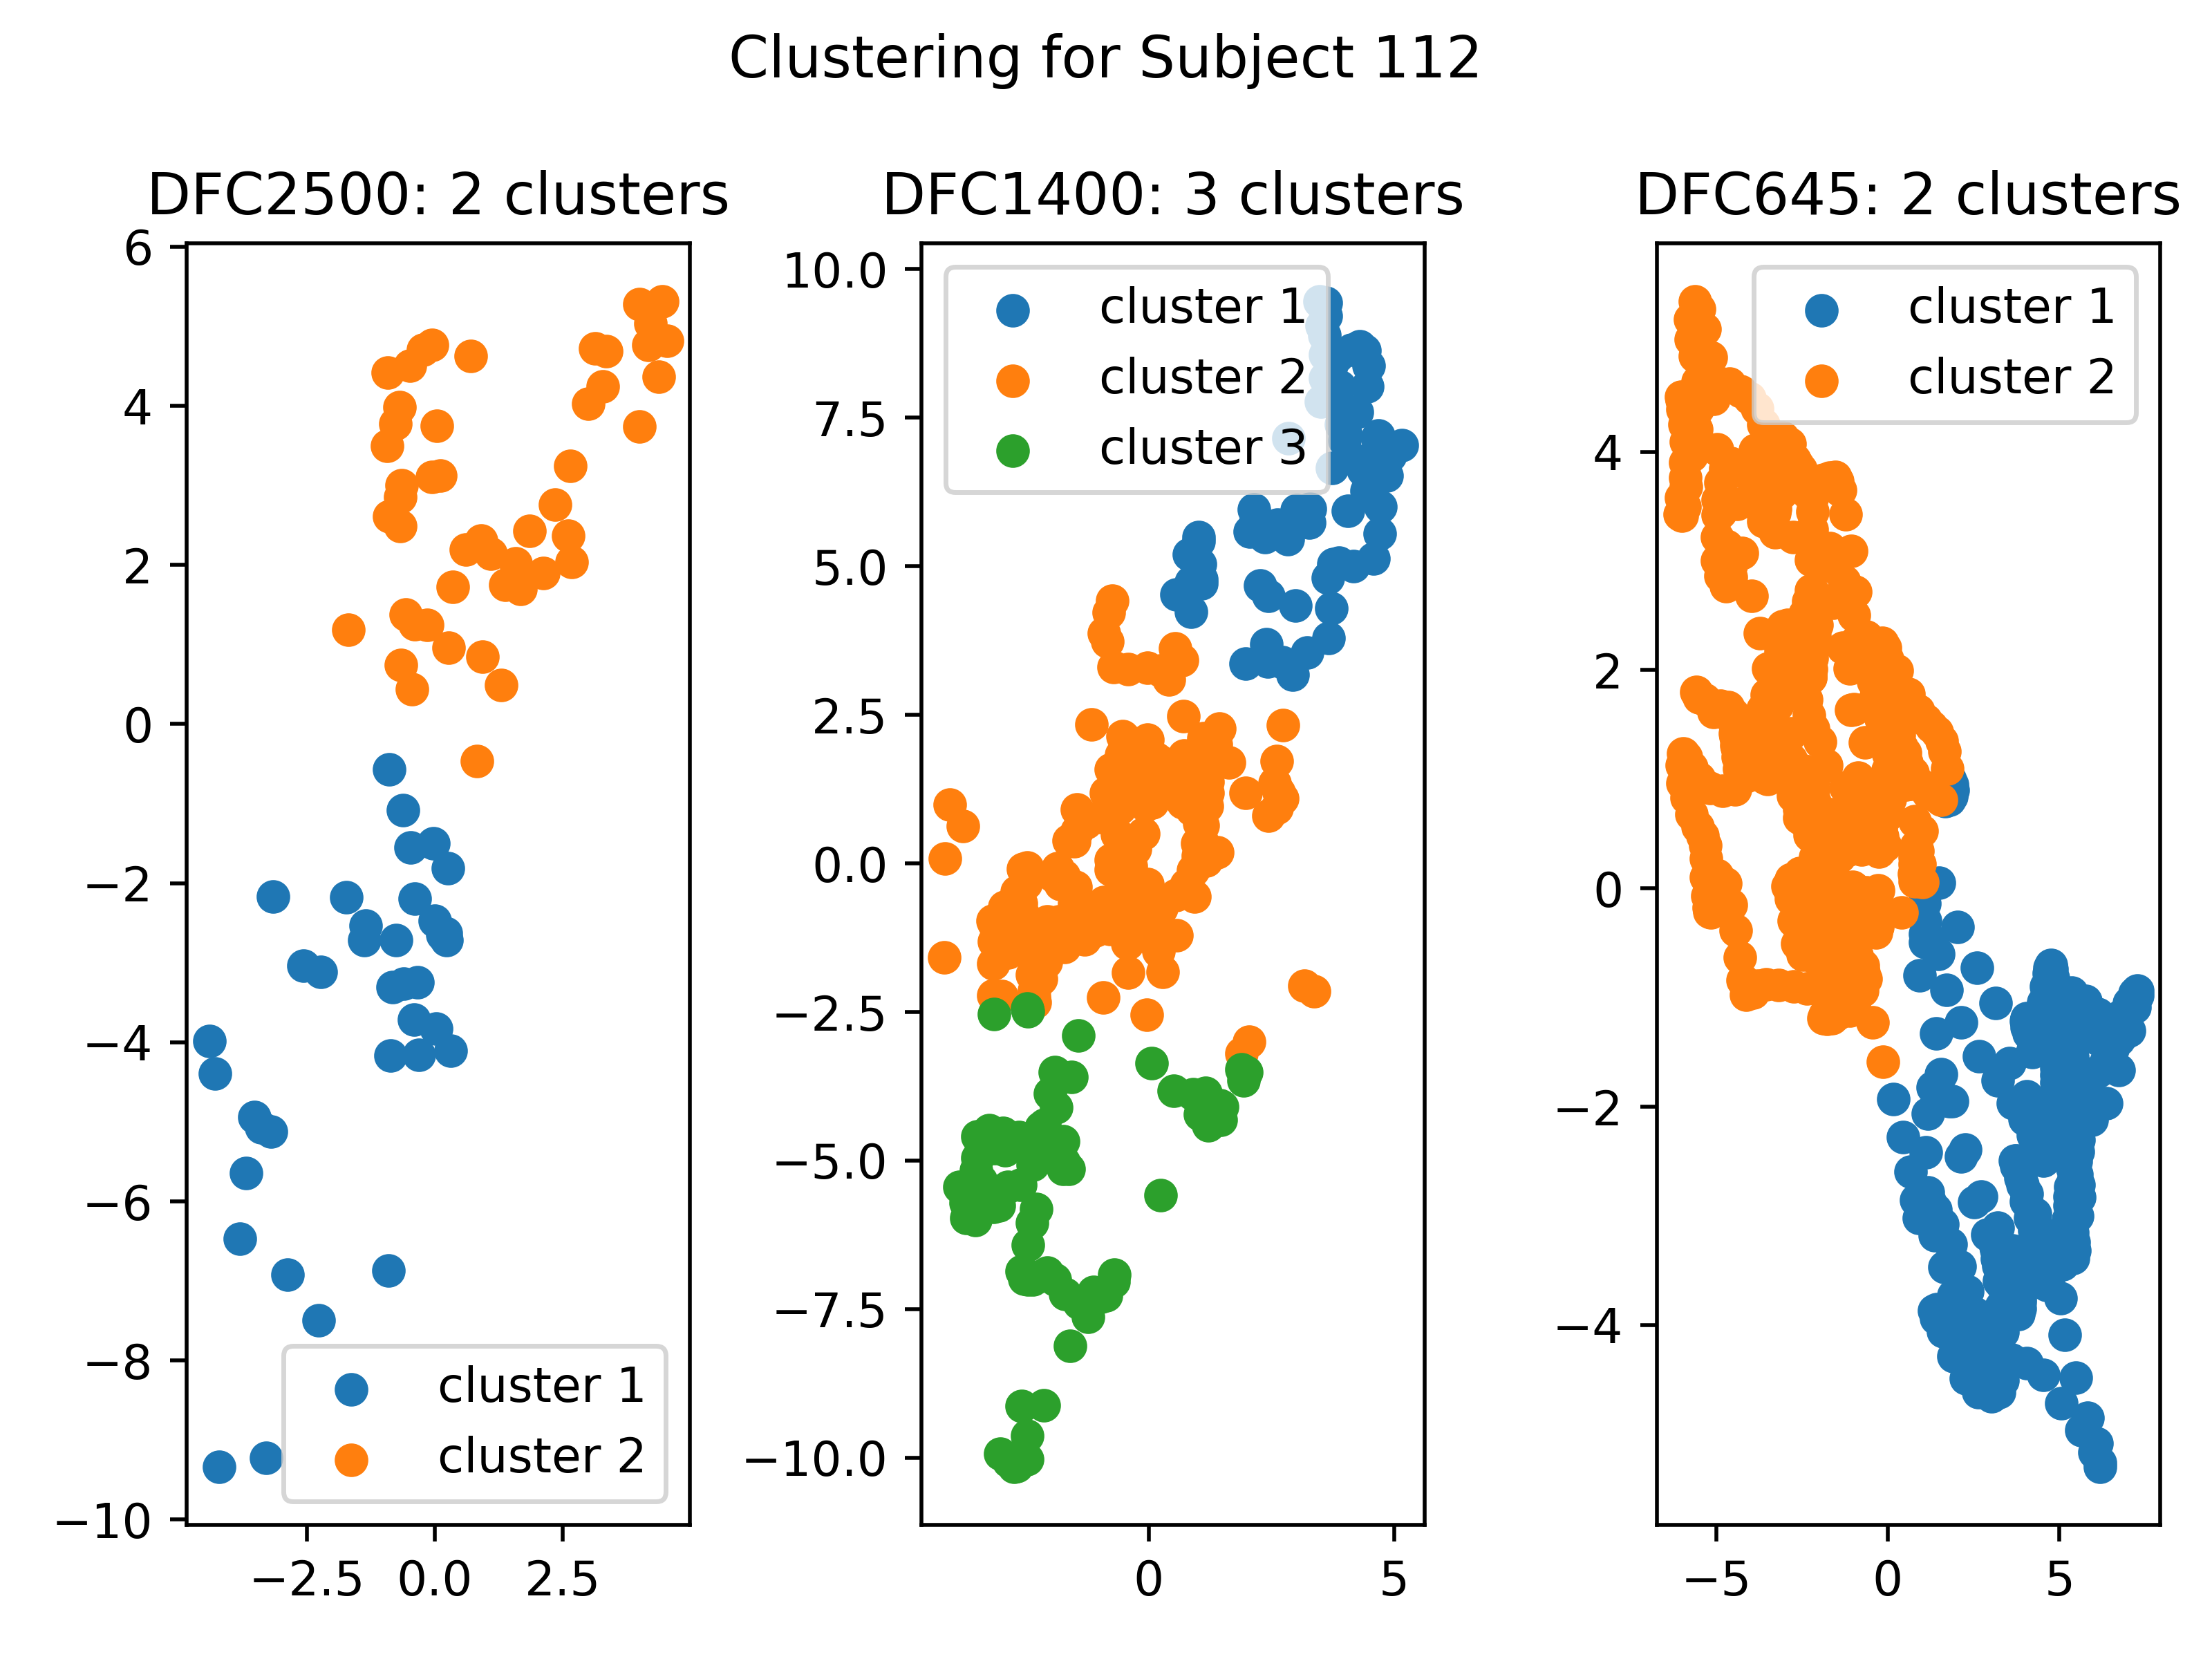 Clustering for Subject 112
DFC2500: 2 clusters
6
4
2
0
−2
−4
−6
−8
−10
−2.5 0.0 2.5
cluster 1
cluster 2
DFC1400: 3 clusters
10.0
7.5
5.0
2.5
0.0
−2.5
−5.0
−7.5
−10.0
0 5
cluster 1
cluster 2
cluster 3
DFC645: 2 clusters
4
2
0
−2
−4
−5 0 5
cluster 1
cluster 2